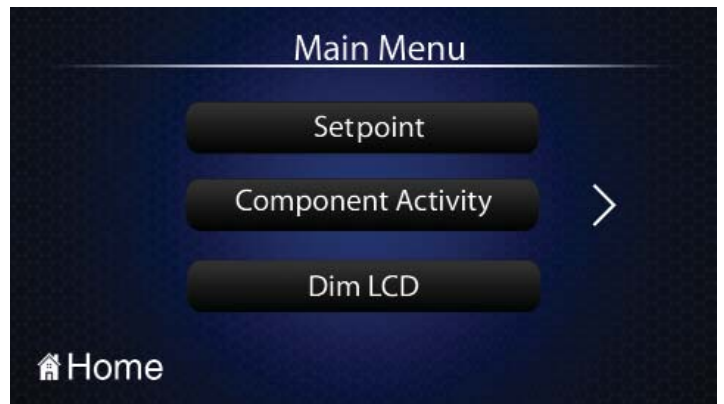 Main Menu
Setpoint
Component Activity
Dim LCD
Home